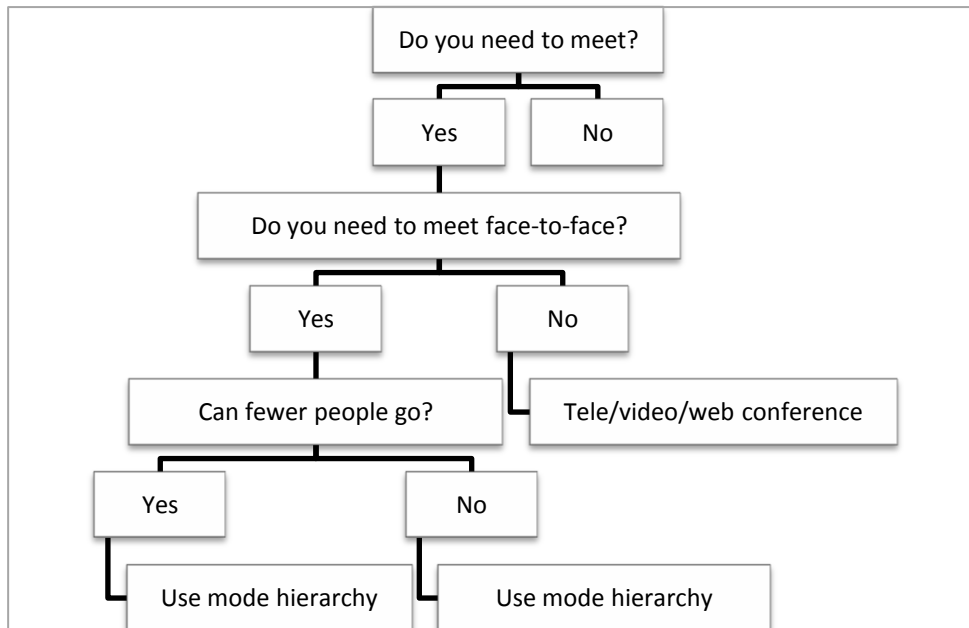 Do you need to meet?
Yes
No
Do you need to meet face-to-face?
Yes
No
Can fewer people go?
Tele/video/web conference
Yes
No
Use mode hierarchy
Use mode hierarchy